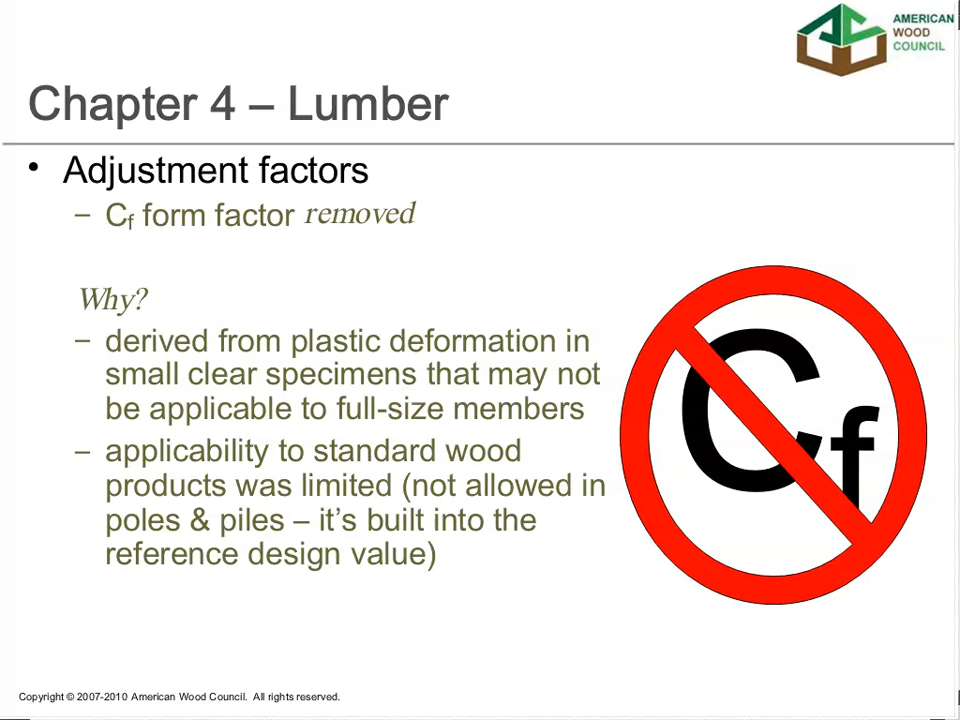 AMERICAN
WOOD
COUNCIL
Chapter 4 – Lumber
• Adjustment factors
– Cf form factor removed
Why?
– derived from plastic deformation in
small clear specimens that may not
be applicable to full-size members
– applicability to standard wood
products was limited (not allowed in
poles & piles – it’s built into the
reference design value)
Cf
Copyright © 2007-2010 American Wood Council. All rights reserved.